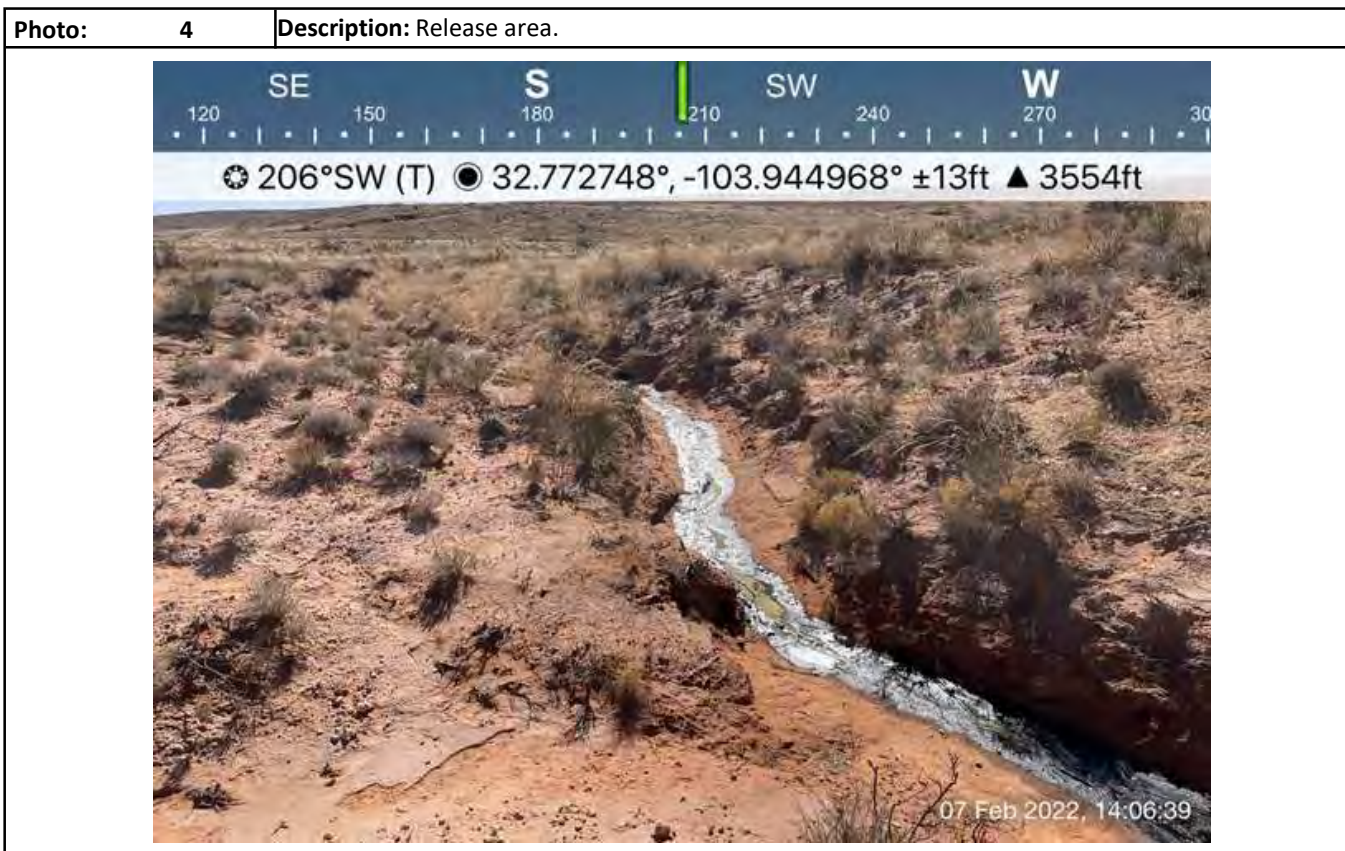 Photo: 4 Description: Release area.
SE S SW W
120 150 180 210 240 270 30
206°SW (T) 32.772748°, -103.944968° ±13ft ▲ 3554ft
07 Feb 2022, 14:06:39